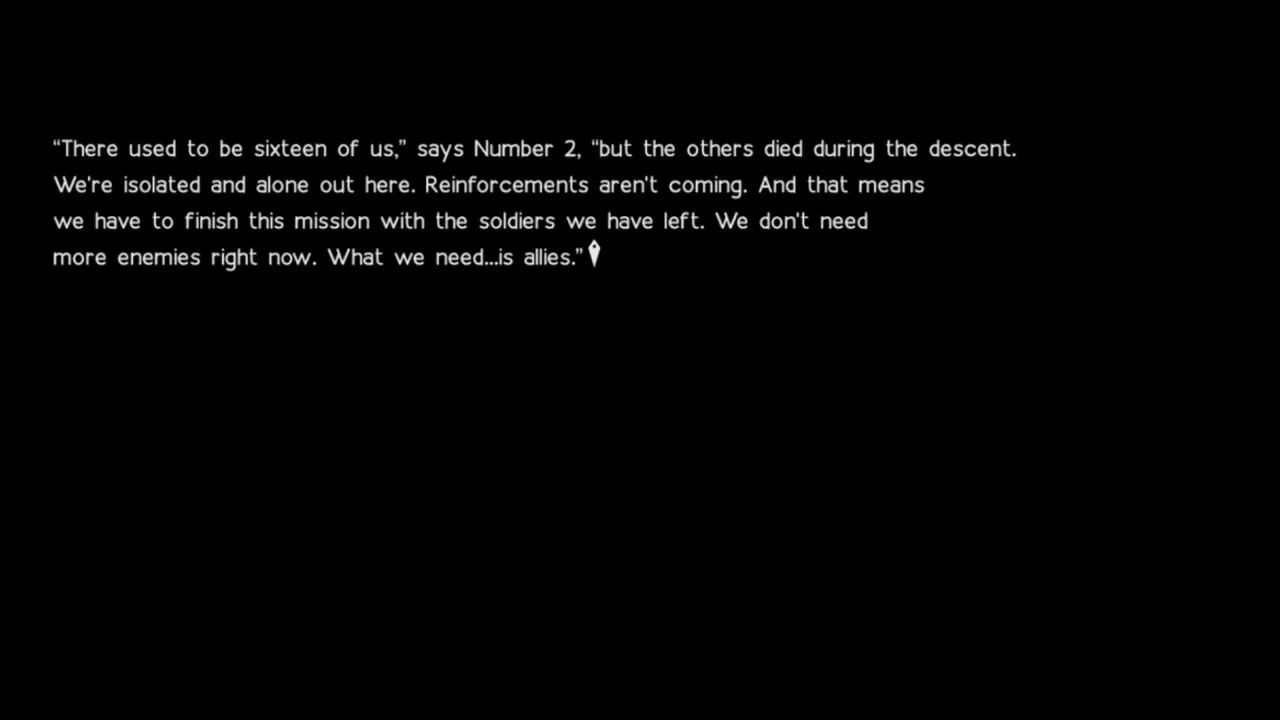 “There used to be sixteen of us,” says Number 2, “but the others died during the descent.
We're isolated and alone out here. Reinforcements aren't coming. And that means
we have to finish this mission with the soldiers we have left. We don't need
more enemies right now. What we need...is allies.”